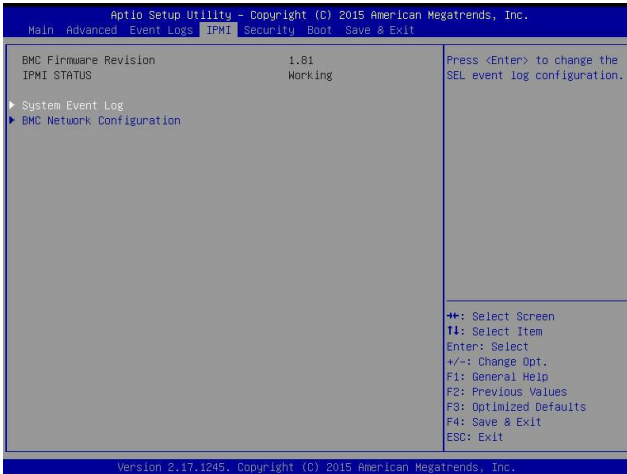 Aptio Setup Utility – Copyright (C) 2015 American Megatrends, Inc.
Main Advanced Event Logs IPMI Security Boot Save & Exit
BMC Firmware Revision 1.81
IPMI STATUS Working
▶ System Event Log
▶ BMC Network Configuration
Press <Enter> to change the
SEL event log configuration.
→←: Select Screen
↑↓: Select Item
Enter: Select
+/-: Change Opt.
F1: General Help
F2: Previous Values
F3: Optimized Defaults
F4: Save & Exit
ESC: Exit
Version 2.17.1245. Copyright (C) 2015 American Megatrends, Inc.